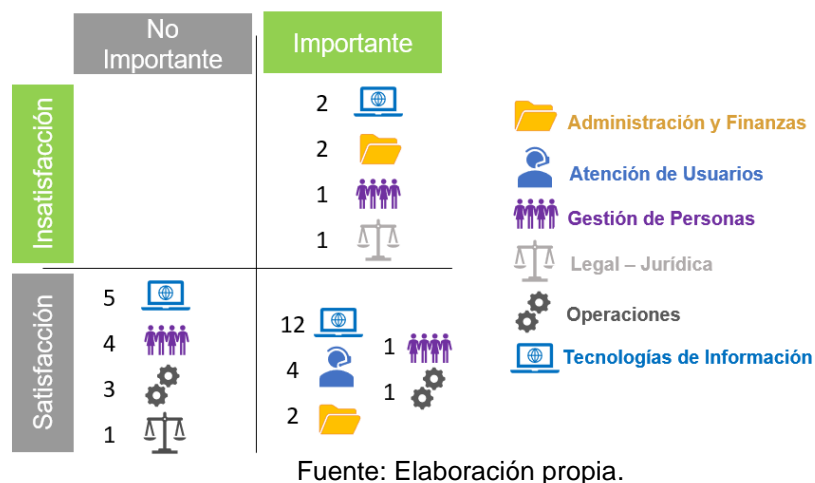 No
Importante
Importante
Insatisfacción
2
2
1
1
Satisfacción
5
4
3
1
12
4
2
1
1
Administración y Finanzas
Atención de Usuarios
Gestión de Personas
Legal – Jurídica
Operaciones
Tecnologías de Información
Fuente: Elaboración propia.